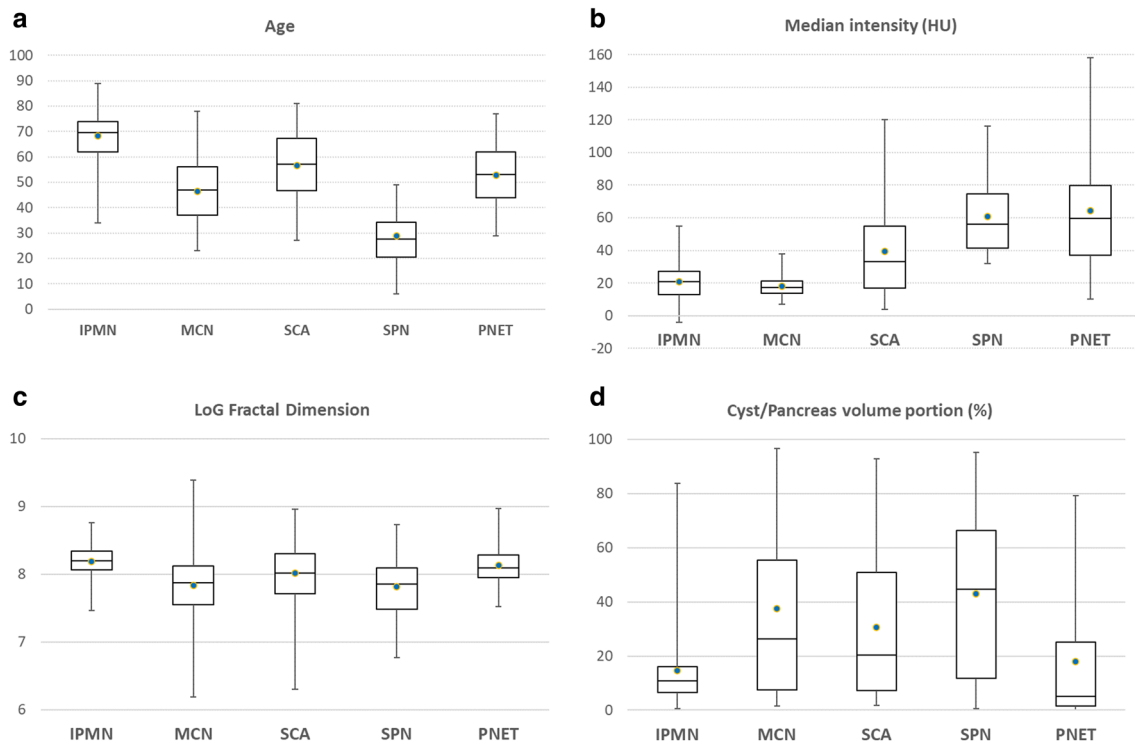 a
Age
100
90
80
70
60
50
40
30
20
10
0
IPMN MCN SCA SPN PNET
b
Median intensity (HU)
160
140
120
100
80
60
40
20
0
-20
IPMN MCN SCA SPN PNET
c
LoG Fractal Dimension
10
9
8
7
6
IPMN MCN SCA SPN PNET
d
Cyst/Pancreas volume portion (%)
100
80
60
40
20
0
IPMN MCN SCA SPN PNET